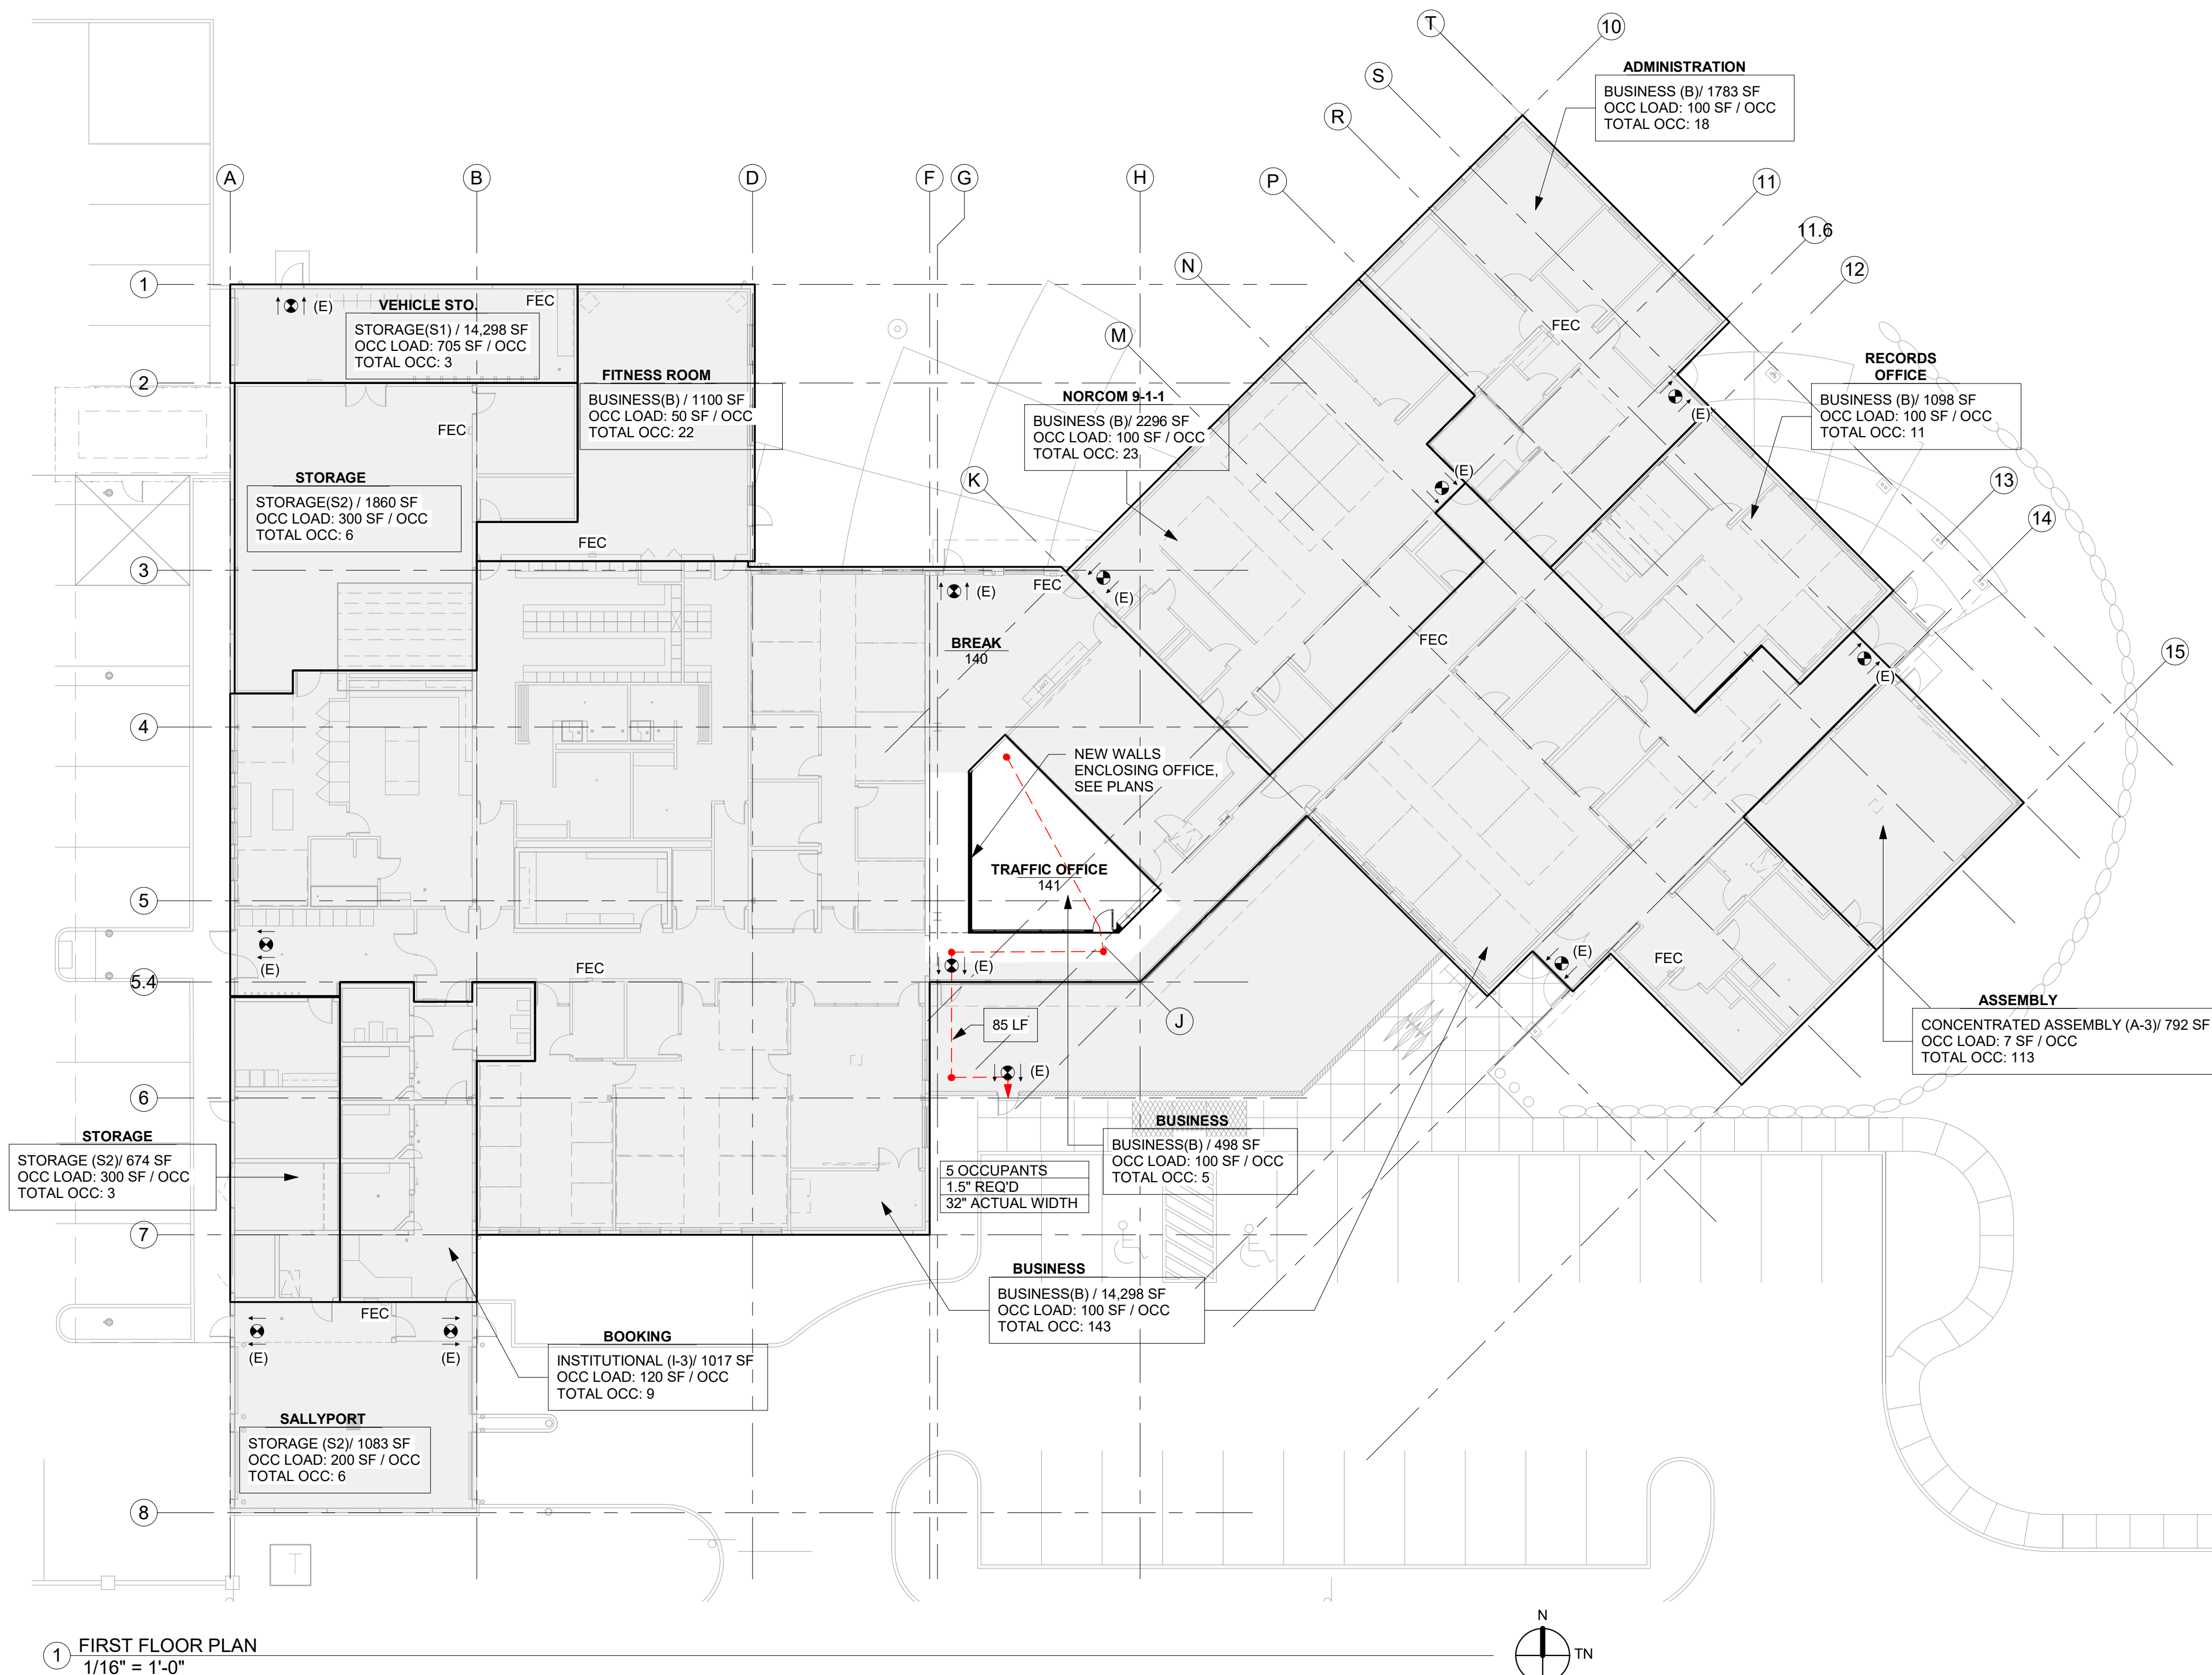 T
10
S
ADMINISTRATION
BUSINESS (B)/ 1783 SF
OCC LOAD: 100 SF / OCC
TOTAL OCC: 18
R
A
B
D
F
G
H
P
11
11.6
N
12
1
(E)
VEHICLE STO.
FEC
STORAGE(S1) / 14,298 SF
OCC LOAD: 705 SF / OCC
TOTAL OCC: 3
M
FEC
RECORDS
OFFICE
BUSINESS (B)/ 1098 SF
OCC LOAD: 100 SF / OCC
TOTAL OCC: 11
2
FITNESS ROOM
BUSINESS(B) / 1100 SF
OCC LOAD: 50 SF / OCC
TOTAL OCC: 22
NORCOM 9-1-1
BUSINESS (B)/ 2296 SF
OCC LOAD: 100 SF / OCC
TOTAL OCC: 23
(E)
FEC
STORAGE
STORAGE(S2) / 1860 SF
OCC LOAD: 300 SF / OCC
TOTAL OCC: 6
K
(E)
13
14
FEC
3
FEC
(E)
(E)
BREAK
140
FEC
15
(E)
4
NEW WALLS
ENCLOSING OFFICE,
SEE PLANS
TRAFFIC OFFICE
141
5
(E)
(E)
(E)
FEC
FEC
5.4
J
85 LF
ASSEMBLY
CONCENTRATED ASSEMBLY (A-3)/ 792 SF
OCC LOAD: 7 SF / OCC
TOTAL OCC: 113
(E)
6
BUSINESS
BUSINESS(B) / 498 SF
OCC LOAD: 100 SF / OCC
TOTAL OCC: 5
STORAGE
STORAGE (S2)/ 674 SF
OCC LOAD: 300 SF / OCC
TOTAL OCC: 3
5 OCCUPANTS
1.5" REQ'D
32" ACTUAL WIDTH
7
BUSINESS
BUSINESS(B) / 14,298 SF
OCC LOAD: 100 SF / OCC
TOTAL OCC: 143
FEC
(E)
(E)
BOOKING
INSTITUTIONAL (I-3)/ 1017 SF
OCC LOAD: 120 SF / OCC
TOTAL OCC: 9
SALLYPORT
STORAGE (S2)/ 1083 SF
OCC LOAD: 200 SF / OCC
TOTAL OCC: 6
8
T
N
TN
1 FIRST FLOOR PLAN
1/16" = 1'-0"